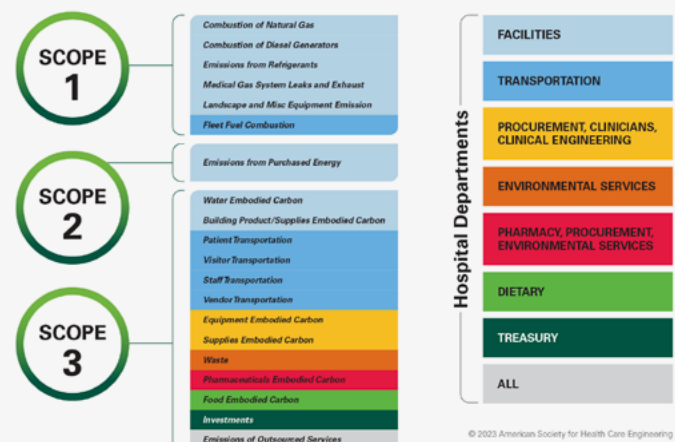 SCOPE
1
Combustion of Natural Gas
Combustion of Diesel Generators
Emissions from Refrigerants
Medical Gas System Leaks and Exhaust
Landscape and Misc Equipment Emission
Fleet Fuel Combustion
SCOPE
2
Emissions from Purchased Energy
SCOPE
3
Water Embodied Carbon
Building Product/Supplies Embodied Carbon
Patient Transportation
Visitor Transportation
Staff Transportation
Vendor Transportation
Equipment Embodied Carbon
Supplies Embodied Carbon
Waste
Pharmaceuticals Embodied Carbon
Food Embodied Carbon
Investments
Emissions of Outsourced Services
Hospital Departments
FACILITIES
TRANSPORTATION
PROCUREMENT, CLINICIANS,
CLINICAL ENGINEERING
ENVIRONMENTAL SERVICES
PHARMACY, PROCUREMENT,
ENVIRONMENTAL SERVICES
DIETARY
TREASURY
ALL
© 2023 American Society for Health Care Engineering